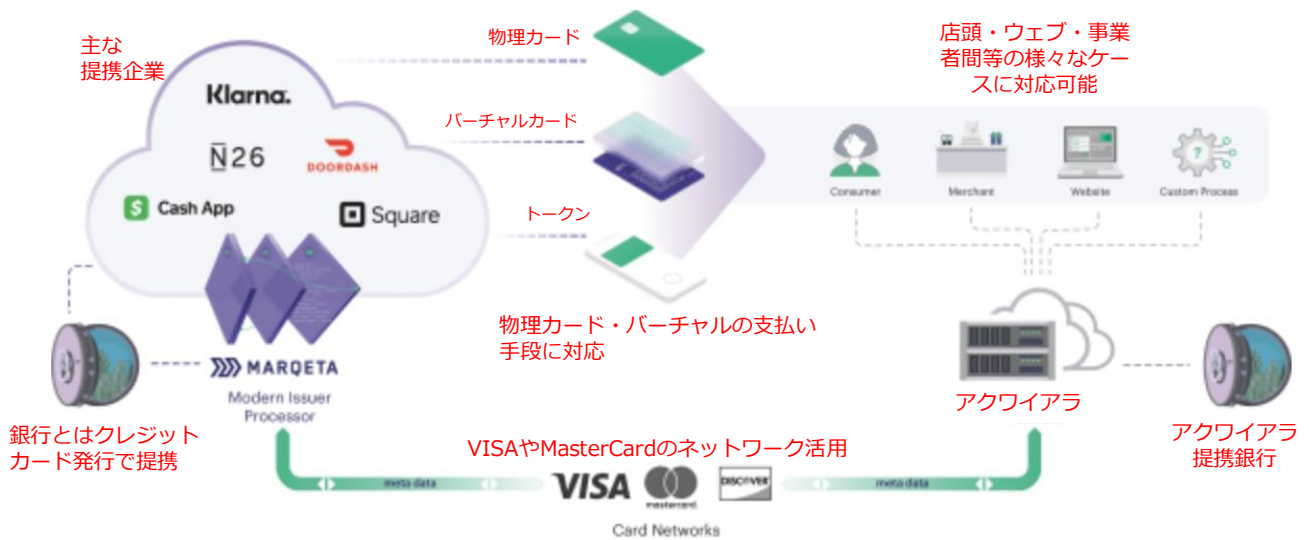 主な
提携企業
Klarna.
N26
DOORDASH
Cash App
Square
MARQETA
Modern Issuer
Processor
銀行とはクレジット
カード発行で提携
物理カード
バーチャルカード
トークン
物理カード・バーチャルの支払い
手段に対応
店頭・ウェブ・事業
者間等の様々なケー
スに対応可能
Consumer
Merchant
Website
Custom Process
?
アクワイアラ
アクワイアラ
提携銀行
VISAやMasterCardのネットワーク活用
meta data
VISA
mastercard
DISCOVER
meta data
Card Networks